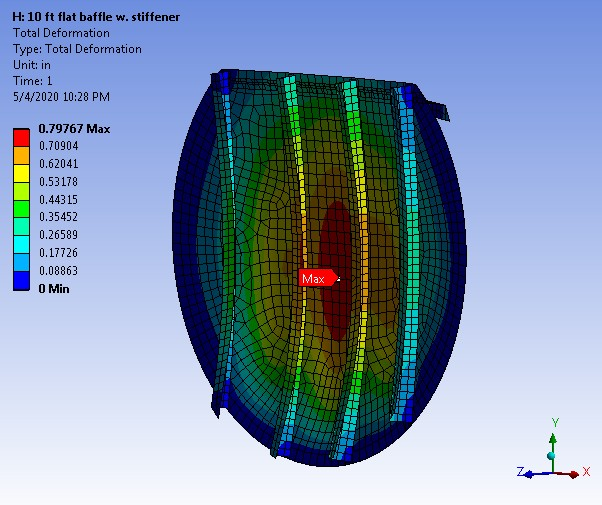 H: 10 ft flat baffle w. stiffener
Total Deformation
Type: Total Deformation
Unit: in
Time: 1
5/4/2020 10:28 PM
0.79767 Max
0.70904
0.62041
0.53178
0.44315
0.35452
0.26589
0.17726
0.08863
0 Min
Max
Y
Z
X